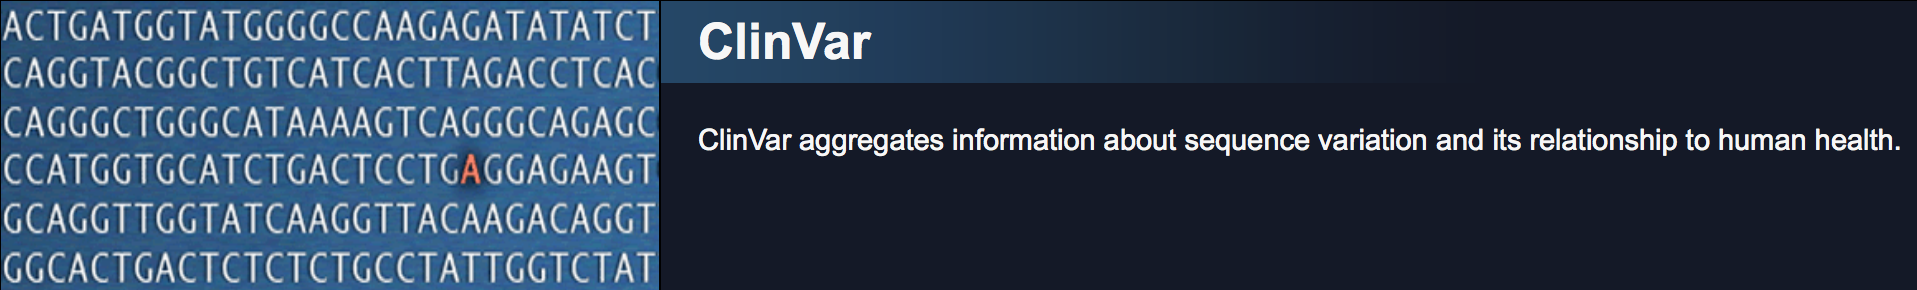 ACTGATGGTATGGGGCCAAGAGATATATCT
CAGGTACGGCTGTCATCACTTAGACCTCAC
CAGGGCTGGGCATAAAAGTCAGGGCAGAGC
CCATGGTGCATCTGACTCCTGAGGAGAAGT
GCAGGTTGGTATCAAGGTTACAAGACAGGT
GGCACTGACTCTCTCTGCCTATTGGTCTAT
ClinVar
ClinVar aggregates information about sequence variation and its relationship to human health.